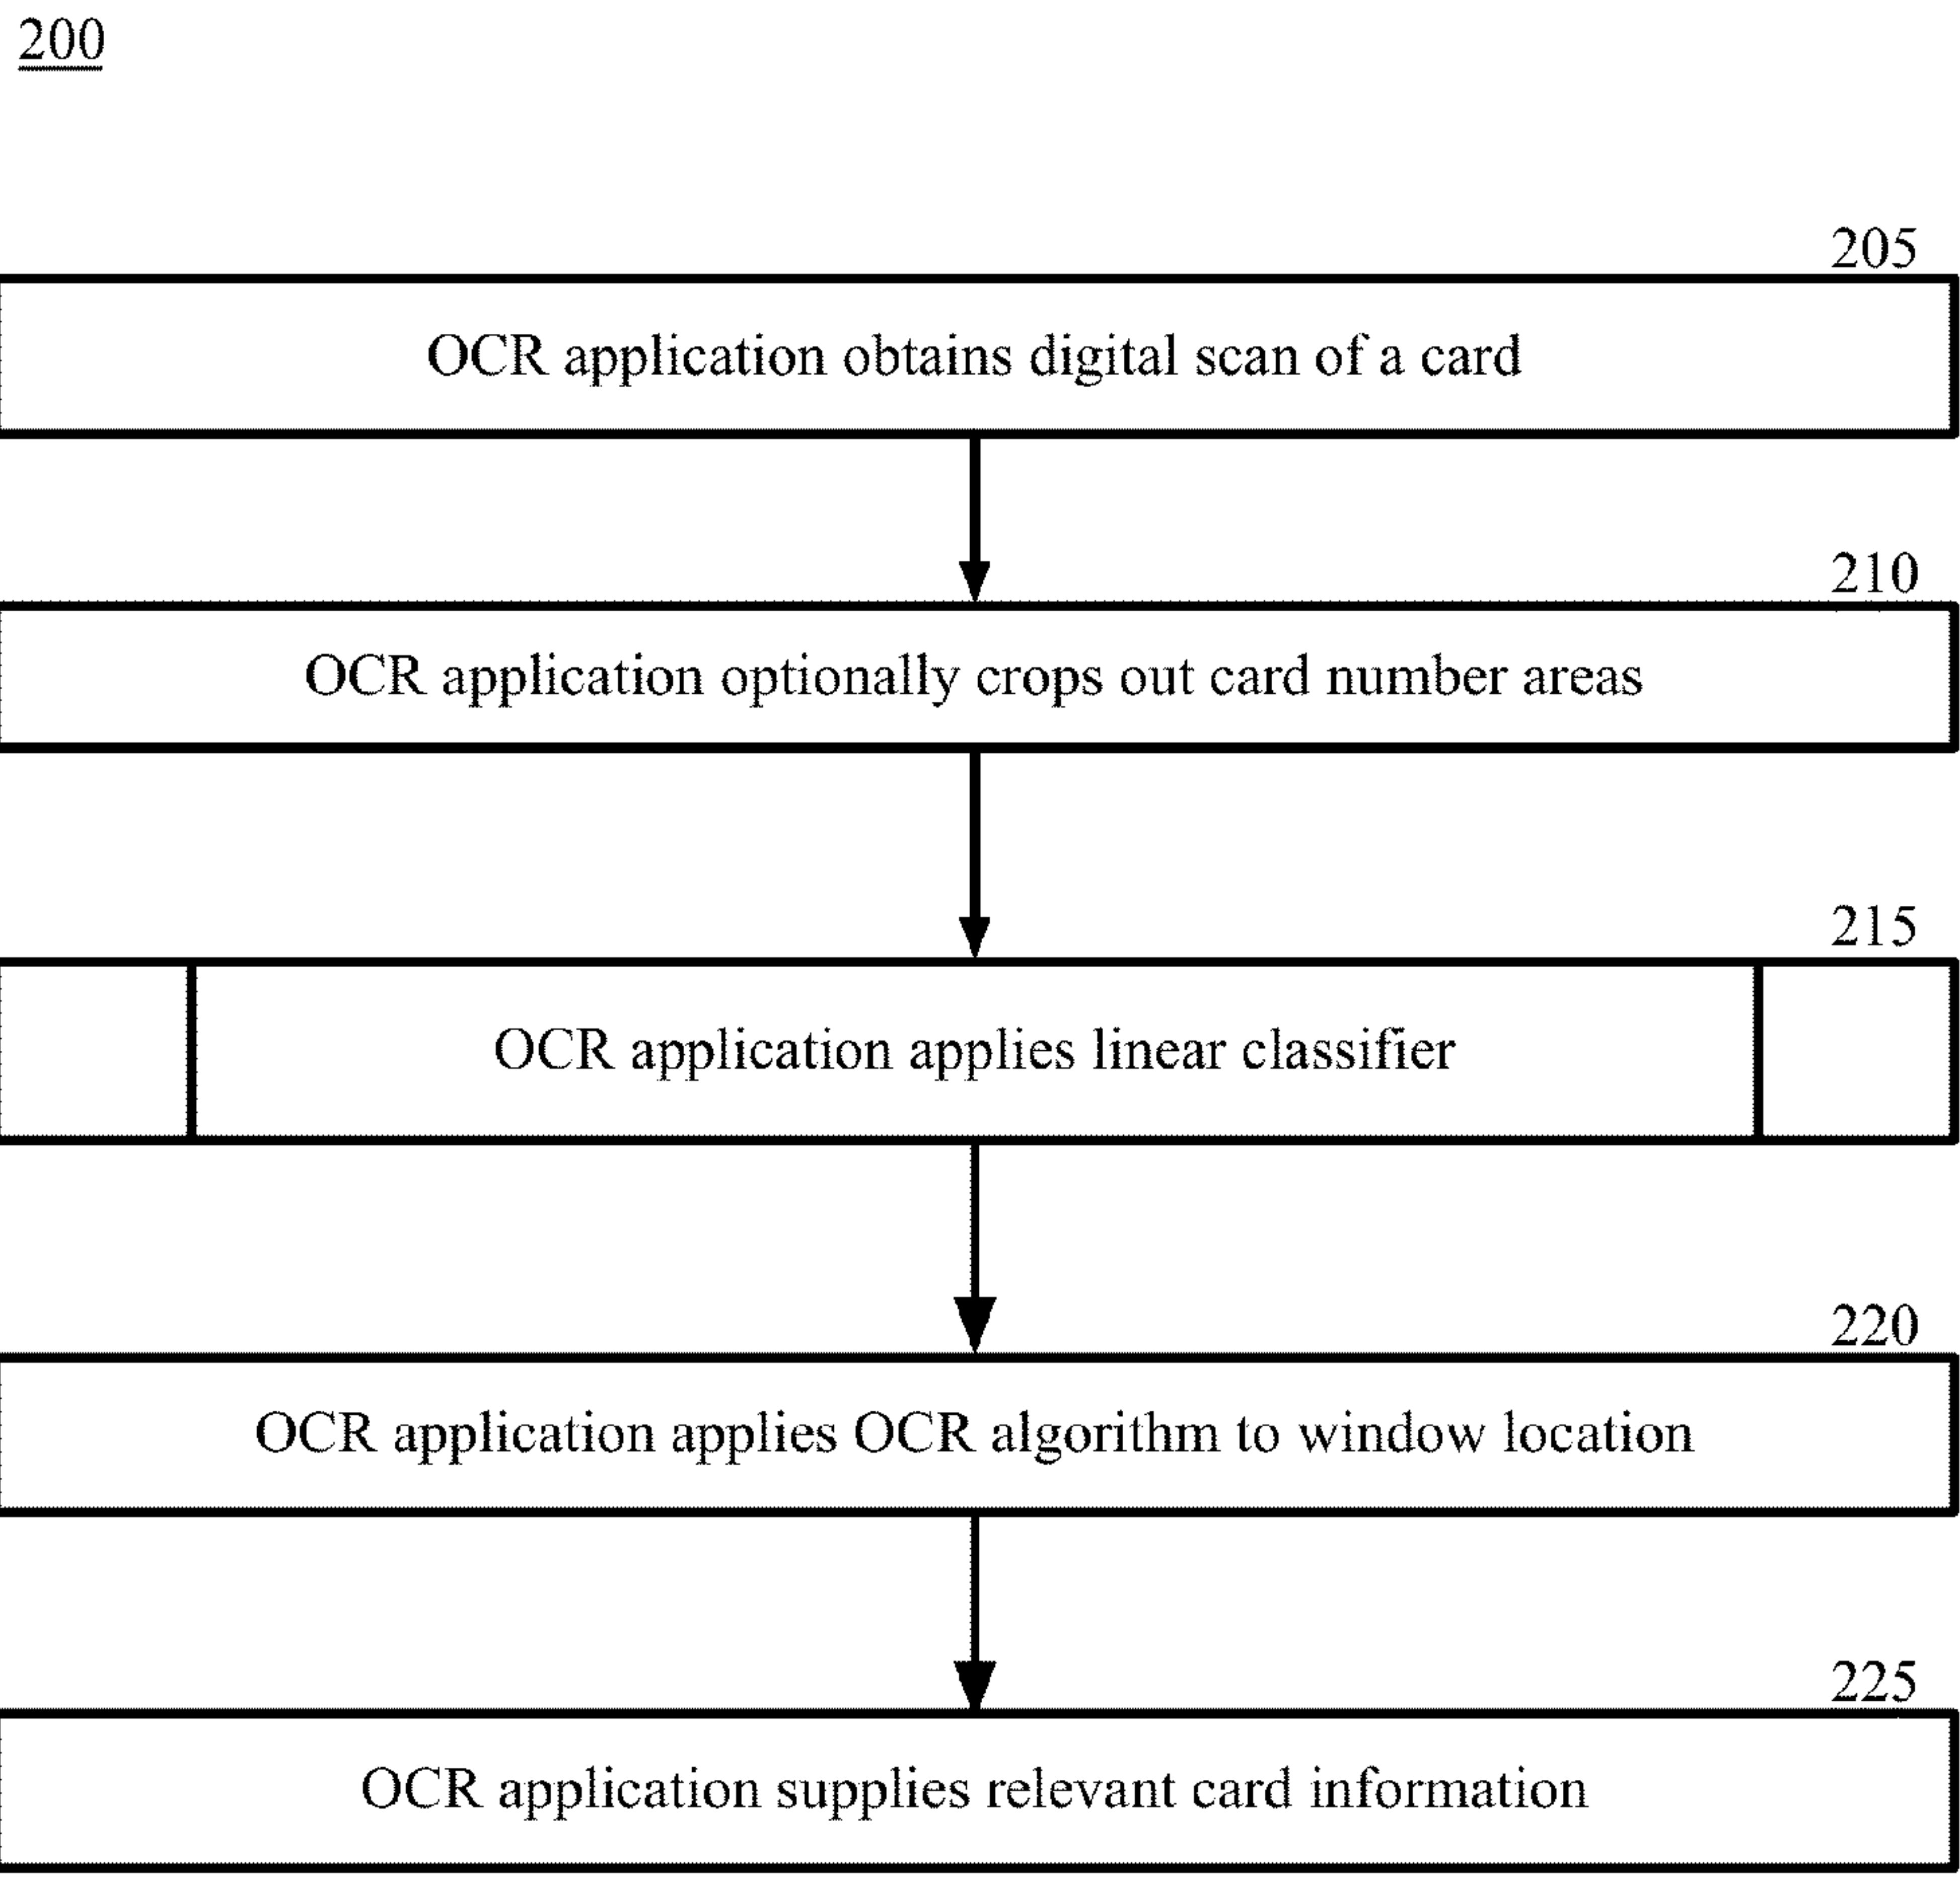 200
205
OCR application obtains digital scan of a card
210
OCR application optionally crops out card number areas
215
OCR application applies linear classifier
220
OCR application applies OCR algorithm to window location
225
OCR application supplies relevant card information